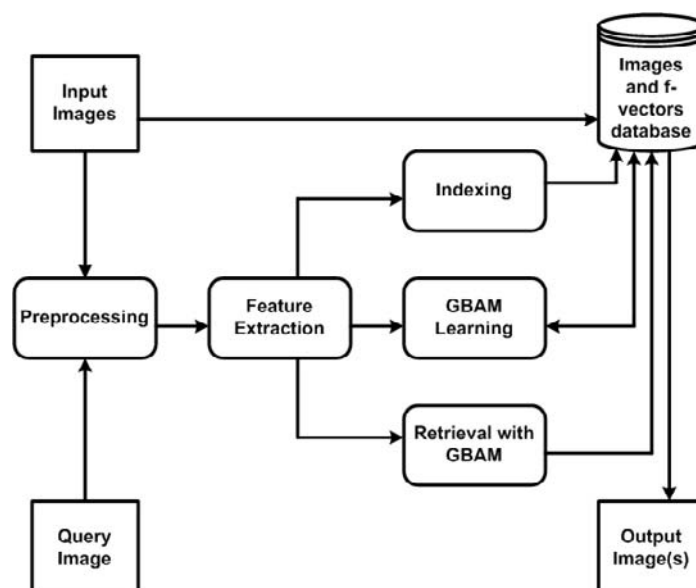 Input
Images
Images
and f-
vectors
database
Indexing
Preprocessing
Feature
Extraction
GBAM
Learning
Retrieval with
GBAM
Query
Image
Output
Image(s)